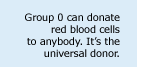 Group 0 can donate
red blood cells
to anybody. It's the
universal donor.